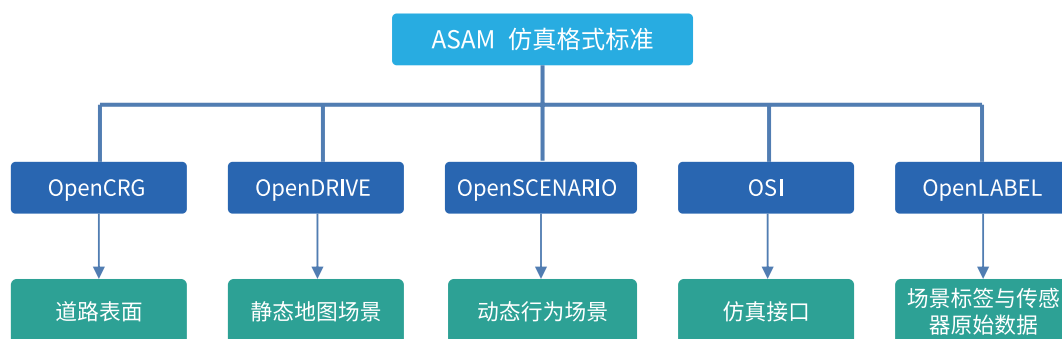 ASAM 仿真格式标准
OpenCRG
OpenDRIVE
OpenSCENARIO
OSI
OpenLABEL
道路表面
静态地图场景
动态行为场景
仿真接口
场景标签与传感
器原始数据